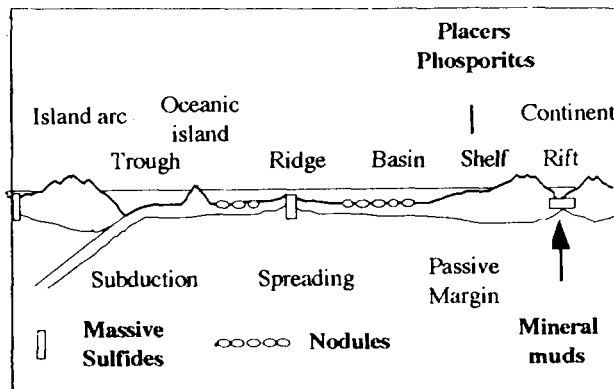 Placers
Phosporites
Oceanic
island
Island arc
Continent
Trough
Ridge
Basin
Shelf
Rift
Subduction
Spreading
Passive
Margin
Massive
Sulfides
Nodules
Mineral
muds